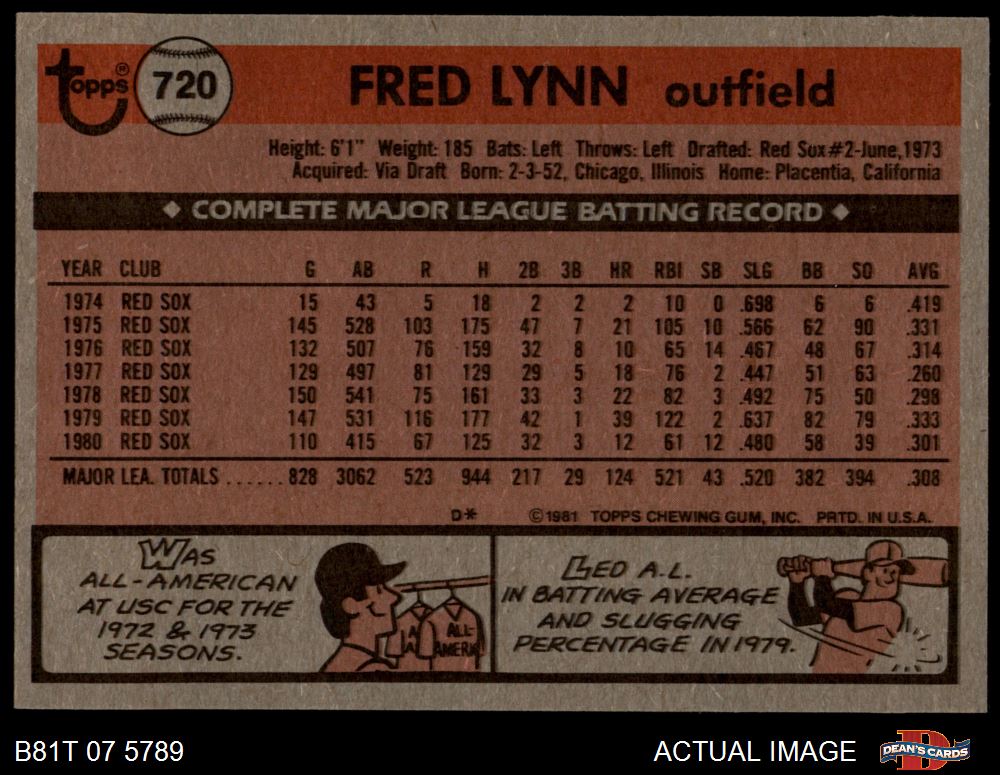 topps® 720 FRED LYNN outfield
Height: 6'1" Weight: 185 Bats: Left Throws: Left Drafted: Red Sox #2-June, 1973
Acquired: Via Draft Born: 2-3-52, Chicago, Illinois Home: Placentia, California
◆ COMPLETE MAJOR LEAGUE BATTING RECORD ◆
YEAR CLUB G AB R H 2B 3B HR RBI SB SLG BB SO AVG
1974 RED SOX 15 43 5 18 2 2 2 10 0 .698 6 6 .419
1975 RED SOX 145 528 103 175 47 7 21 105 10 .566 62 90 .331
1976 RED SOX 132 507 76 159 32 8 10 65 14 .467 48 67 .314
1977 RED SOX 129 497 81 129 29 5 18 76 2 .447 51 63 .260
1978 RED SOX 150 541 75 161 33 3 22 82 3 .492 75 50 .298
1979 RED SOX 147 531 116 177 42 1 39 122 2 .637 82 79 .333
1980 RED SOX 110 415 67 125 32 3 12 61 12 .480 58 39 .301
MAJOR LEA. TOTALS ...... 828 3062 523 944 217 29 124 521 43 .520 382 394 .308
D* ©1981 TOPPS CHEWING GUM, INC. PRTD. IN U.S.A.
WAS
ALL-AMERICAN
AT USC FOR THE
1972 & 1973
SEASONS.
ALL-
AMERI
LED A.L.
IN BATTING AVERAGE
AND SLUGGING
PERCENTAGE IN 1979.
B81T 07 5789 ACTUAL IMAGE DEAN'S CARDS